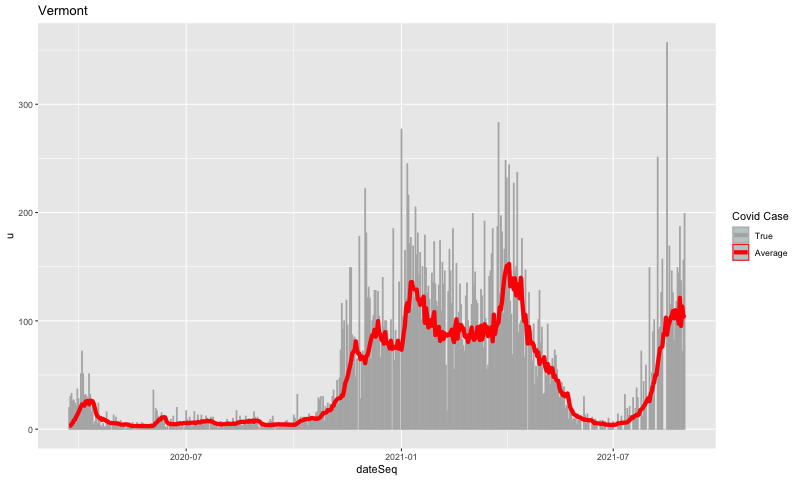 Vermont
300
200
100
0
u
2020-07
2021-01
2021-07
dateSeq
Covid Case
True
Average